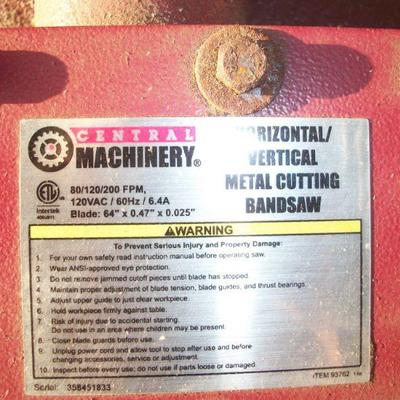 CENTRAL
MACHINERY®
HORIZONTAL/
VERTICAL
METAL CUTTING
BANDSAW
ETL
Intertek
80/120/200 FPM,
120VAC / 60Hz / 6.4A
Blade: 64" x 0.47" x 0.025"
WARNING
To Prevent Serious Injury and Property Damage:
1. For your own safety read instruction manual before operating saw.
2. Wear ANSI-approved eye protection.
3. Do not remove jammed cutoff pieces until blade has stopped.
4. Maintain proper adjustment of blade tension, blade guides, and thrust bearings.
5. Adjust upper guide to just clear workpiece.
6. Hold workpiece firmly against table.
7. Risk of injury due to accidental starting.
Do not use in an area where children may be present.
8. Close blade guards before use.
9. Unplug power cord and allow tool to stop after use and before
changing accessories, service or adjustment.
10. Inspect before every use; do not use if parts loose or damaged.
Serial: 358451833
ITEM 93762